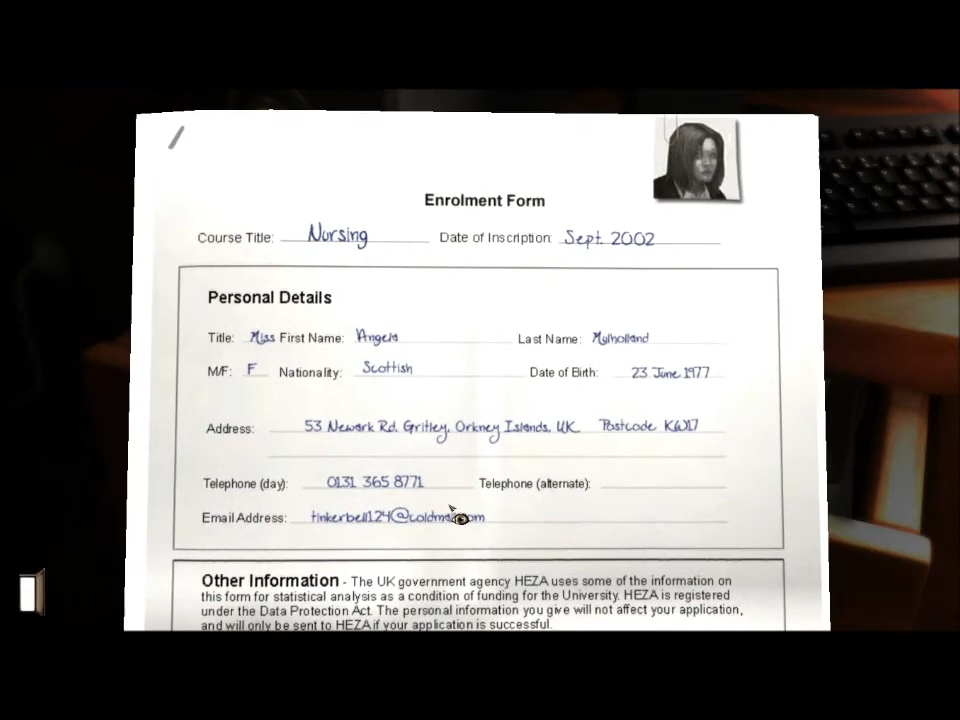 Enrolment Form
Course Title: Nursing Date of Inscription: Sept. 2002
Personal Details
Title: Miss First Name: Angela Last Name: Mulholland
M/F: F Nationality: Scottish Date of Birth: 23 June 1977
Address: 53 Newark Rd, Gritley, Orkney Islands, UK Postcode KW17
Telephone (day): 0131 365 8771 Telephone (alternate):
Email Address: tinkerbell124@coldmail.com
Other Information - The UK government agency HEZA uses some of the information on
this form for statistical analysis as a condition of funding for the University. HEZA is registered
under the Data Protection Act. The personal information you give will not affect your application,
and will only be sent to HEZA if your application is successful.